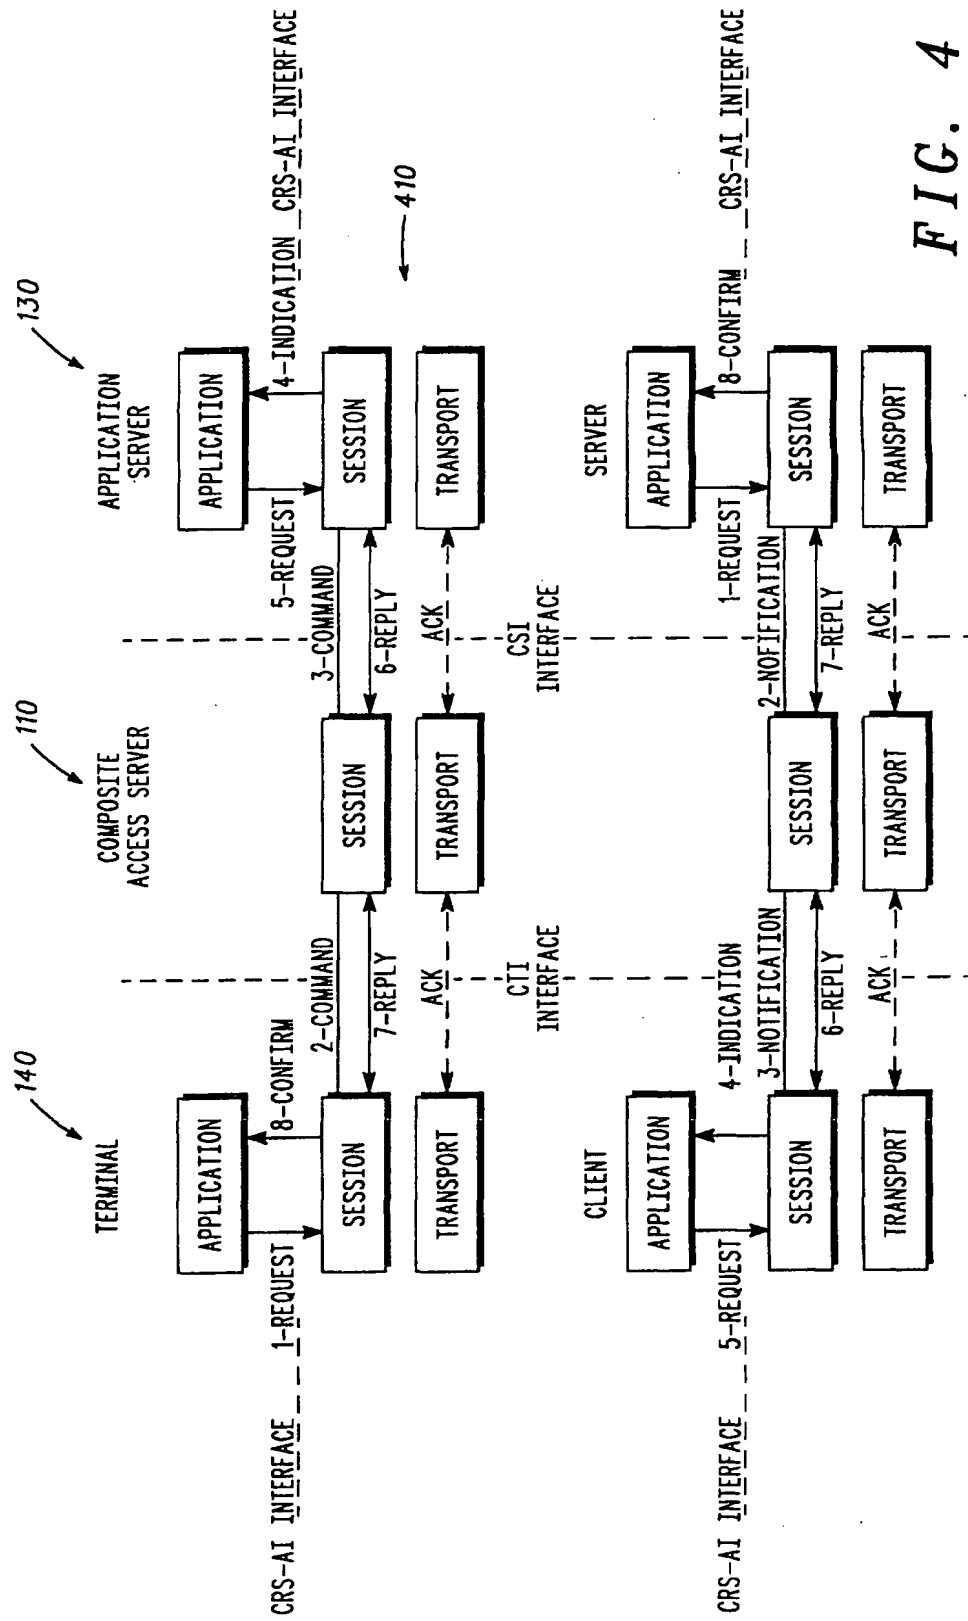 TERMINAL
140
COMPOSITE
ACCESS SERVER
110
APPLICATION
SERVER
130
APPLICATION
APPLICATION
CRS-AI INTERFACE
1-REQUEST
8-CONFIRM
5-REQUEST
4-INDICATION
CRS-AI INTERFACE
2-COMMAND
3-COMMAND
SESSION
SESSION
SESSION
7-REPLY
6-REPLY
410
TRANSPORT
ACK
TRANSPORT
ACK
TRANSPORT
CTI
INTERFACE
CSI
INTERFACE
CLIENT
SERVER
APPLICATION
APPLICATION
CRS-AI INTERFACE
5-REQUEST
4-INDICATION
1-REQUEST
8-CONFIRM
CRS-AI INTERFACE
3-NOTIFICATION
2-NOFIFICATION
SESSION
SESSION
SESSION
6-REPLY
7-REPLY
TRANSPORT
ACK
TRANSPORT
ACK
TRANSPORT
FIG. 4